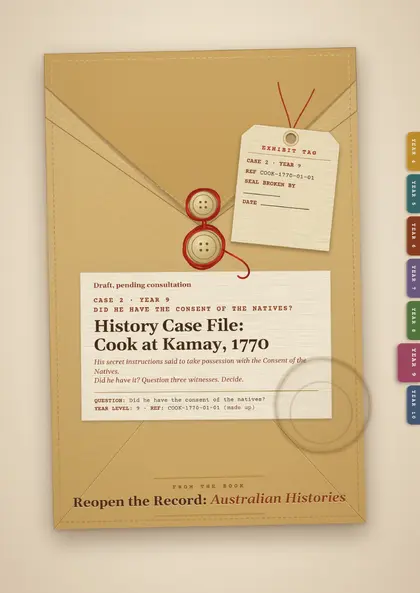 EXHIBIT TAG
CASE 2 · YEAR 9
REF COOK-1770-01-01
SEAL BROKEN BY
DATE
Draft, pending consultation
CASE 2 · YEAR 9
DID HE HAVE THE CONSENT OF THE NATIVES?
History Case File:
Cook at Kamay, 1770
His secret instructions said to take possession with the Consent of the
Natives.
Did he have it? Question three witnesses. Decide.
QUESTION: Did he have the consent of the natives?
YEAR LEVEL: 9 · REF: COOK-1770-01-01 (made up)
FROM THE BOOK
Reopen the Record: Australian Histories
YEAR 4
YEAR 5
YEAR 6
YEAR 7
YEAR 8
YEAR 9
YEAR 10